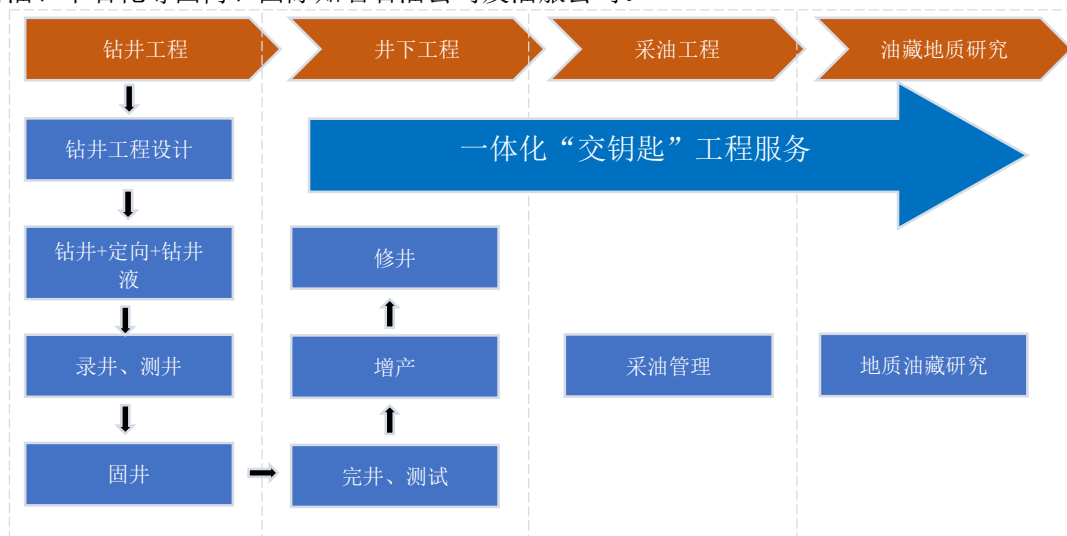 钻井工程
井下工程
采油工程
油藏地质研究
一体化“交钥匙”工程服务
钻井工程设计
钻井+定向+钻井
液
修井
录井、测井
增产
采油管理
地质油藏研究
固井
完井、测试